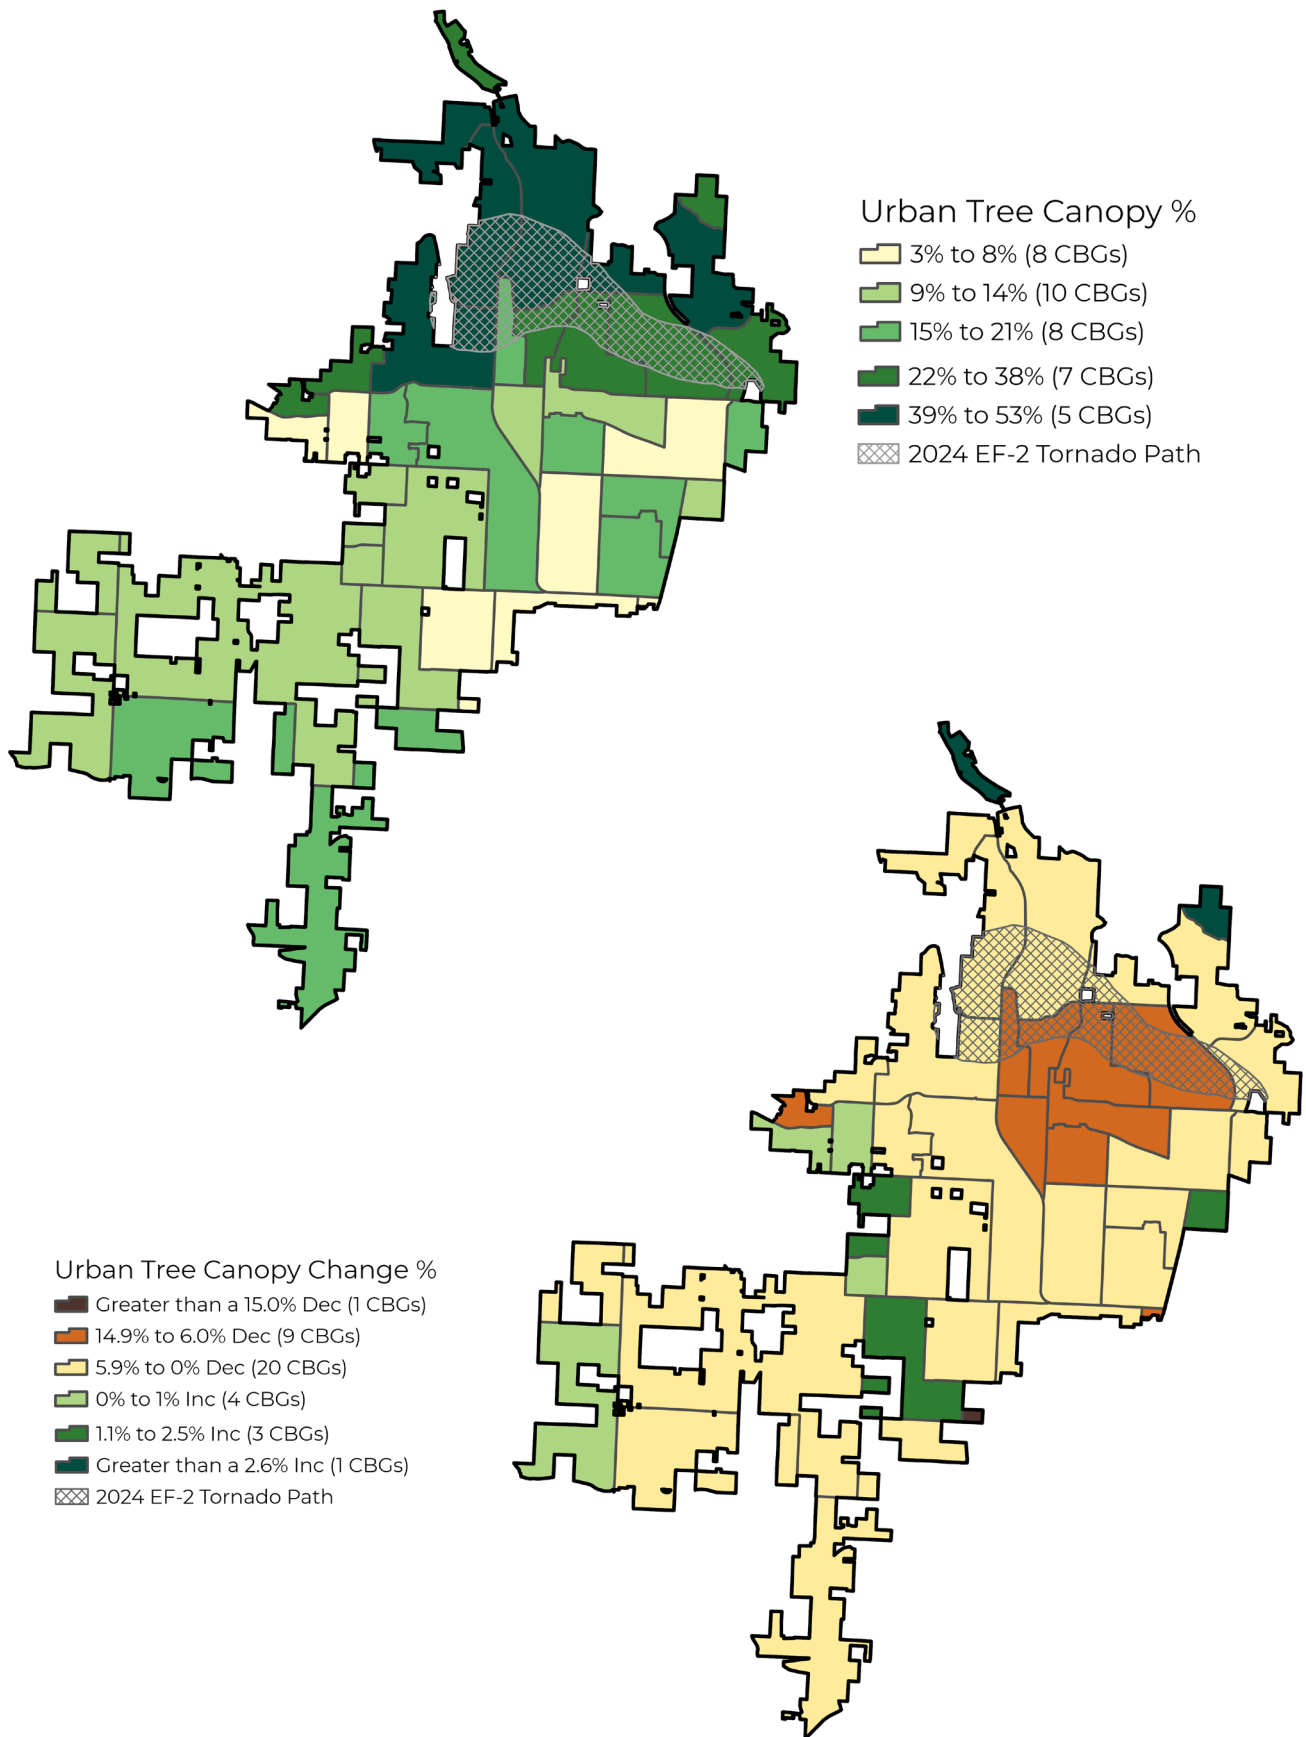 Urban Tree Canopy %
3% to 8% (8 CBGs)
9% to 14% (10 CBGs)
15% to 21% (8 CBGs)
22% to 38% (7 CBGs)
39% to 53% (5 CBGs)
2024 EF-2 Tornado Path
Urban Tree Canopy Change %
Greater than a 15.0% Dec (1 CBGs)
14.9% to 6.0% Dec (9 CBGs)
5.9% to 0% Dec (20 CBGs)
0% to 1% Inc (4 CBGs)
1.1% to 2.5% Inc (3 CBGs)
Greater than a 2.6% Inc (1 CBGs)
2024 EF-2 Tornado Path